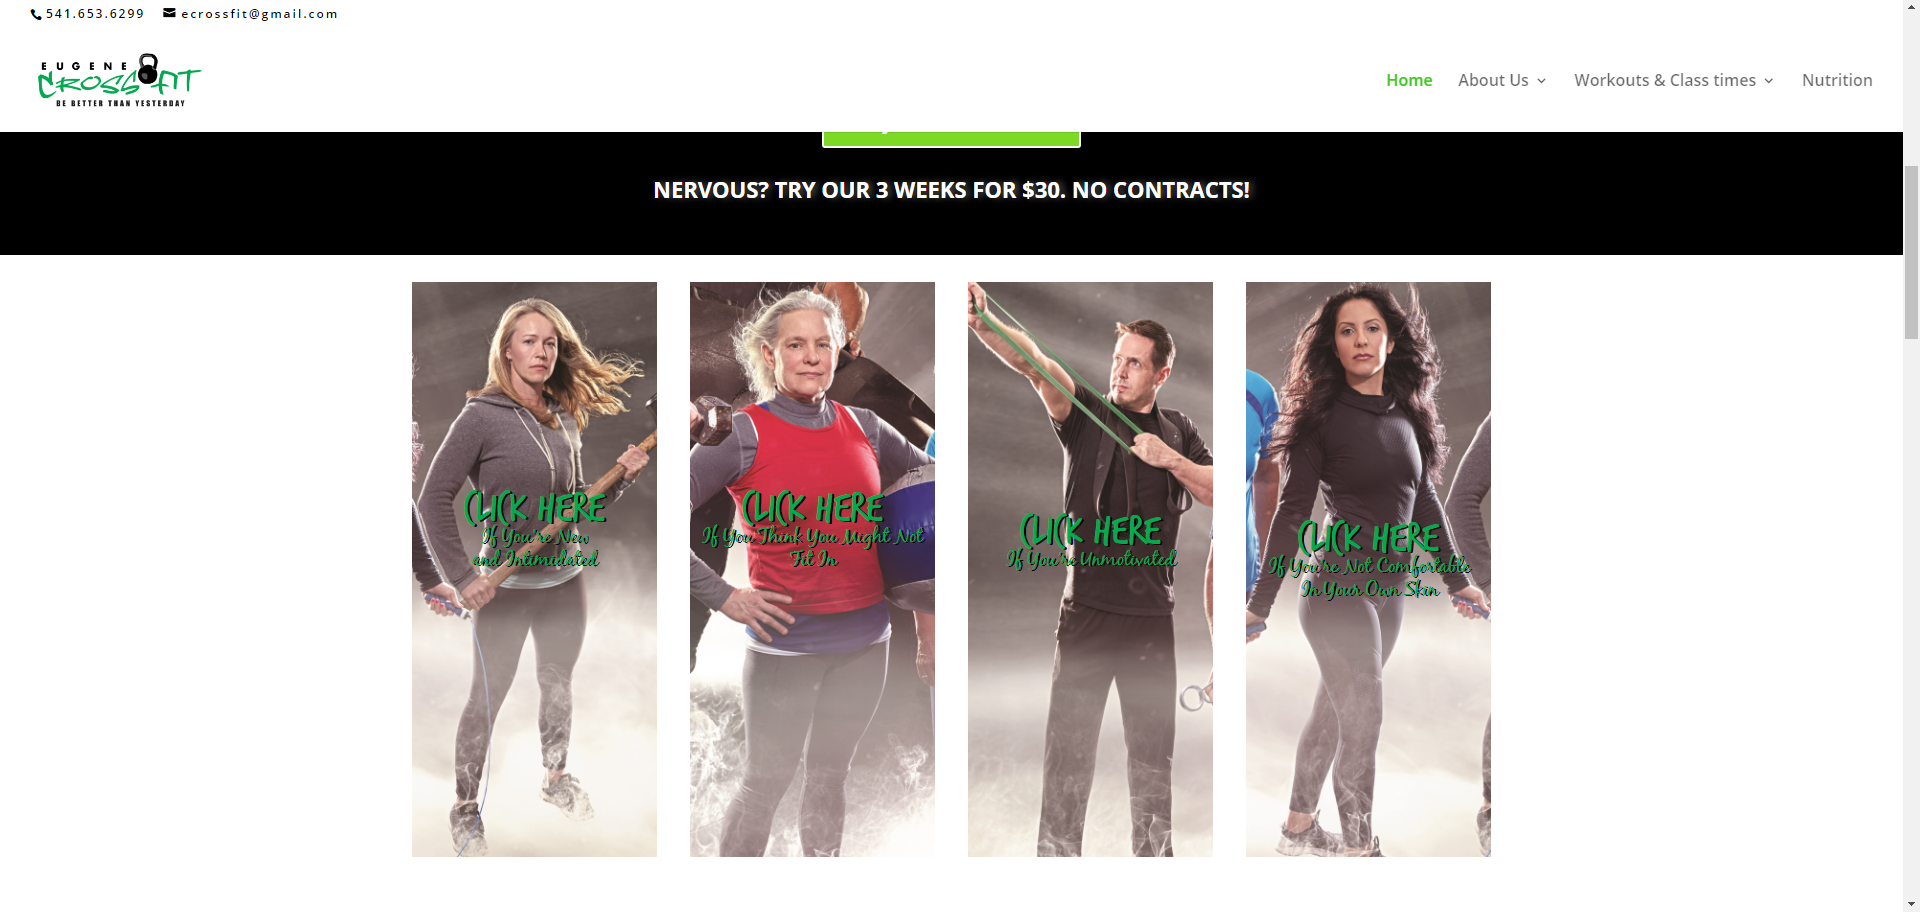 541.653.6299 ecrossfit@gmail.com
EUGENE
CROSSFIT
BE BETTER THAN YESTERDAY
Home About Us Workouts & Class times Nutrition
NERVOUS? TRY OUR 3 WEEKS FOR $30. NO CONTRACTS!
CLICK HERE
If You're New
and Intimidated
CLICK HERE
If You Think You Might Not
Fit In
CLICK HERE
If You're Unmotivated
CLICK HERE
If You're Not Comfortable
In Your Own Skin